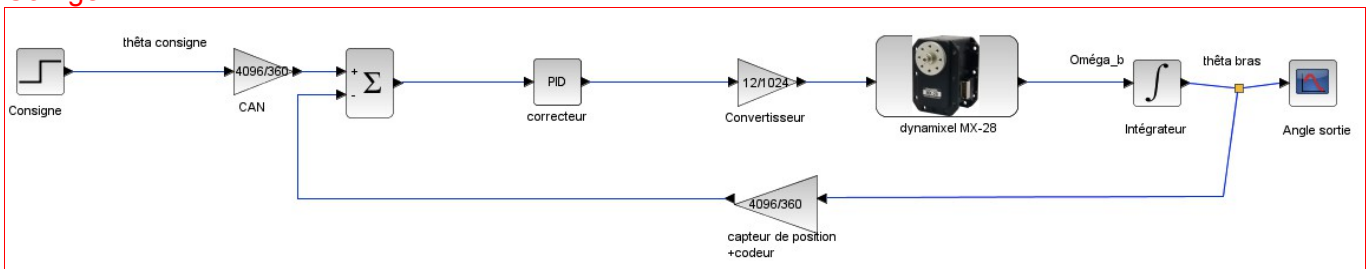 thêta consigne
Consigne
4096/360
CAN
+
-
Σ
PID
correcteur
12/1024
Convertisseur
dynamixel MX-28
Oméga_b
∫
Intégrateur
thêta bras
Angle sortie
4096/360
capteur de position
+codeur